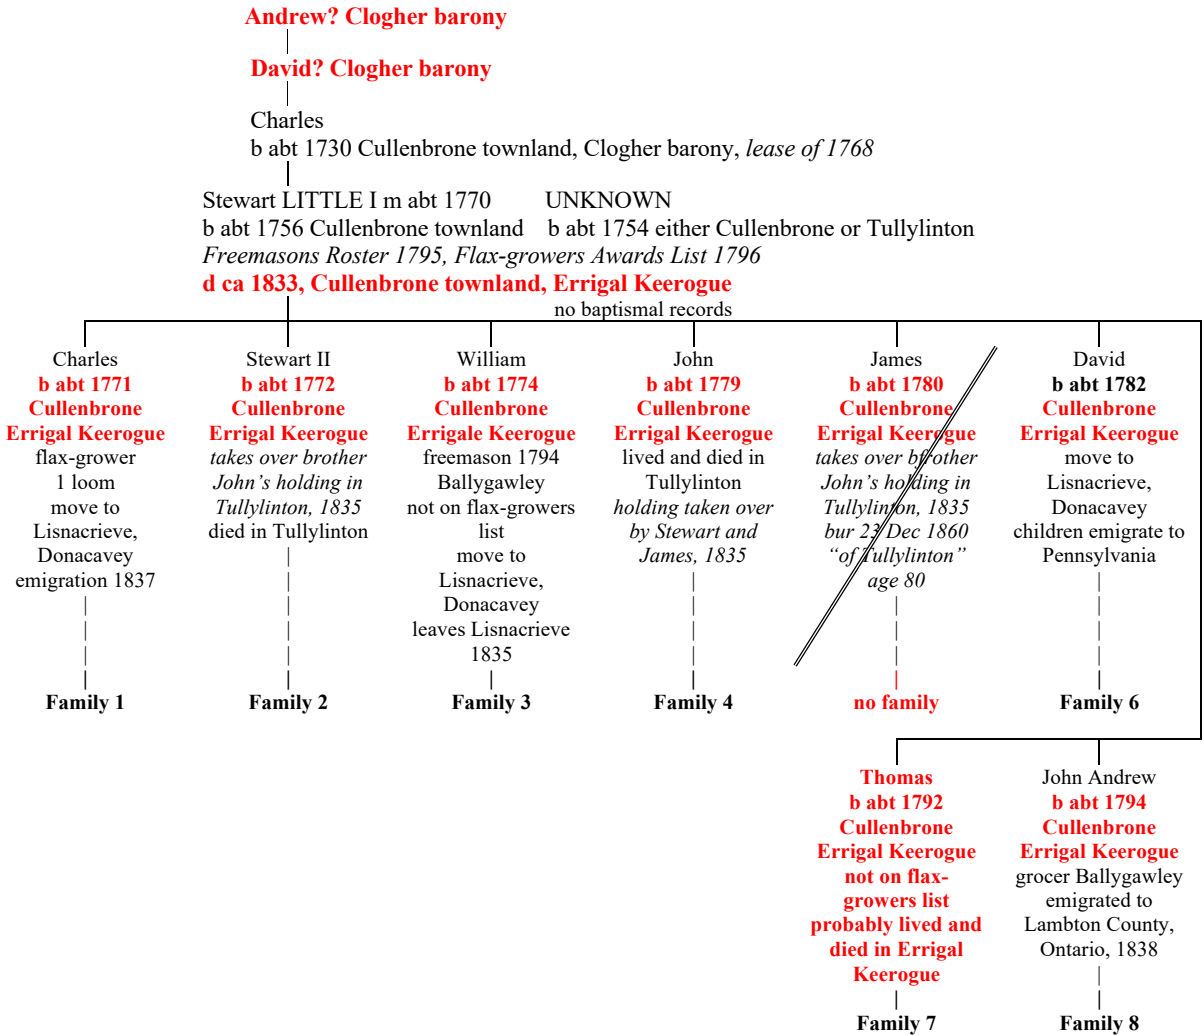 Andrew? Clogher barony
David? Clogher barony
Charles
b abt 1730 Cullenbrone townland, Clogher barony, lease of 1768
Stewart LITTLE I m abt 1770 UNKNOWN
b abt 1756 Cullenbrone townland b abt 1754 either Cullenbrone or Tullylinton
Freemasons Roster 1795, Flax-growers Awards List 1796
d ca 1833, Cullenbrone townland, Errigal Keerogue
no baptismal records
Charles
b abt 1771
Cullenbrone
Errigal Keerogue
flax-grower
1 loom
move to
Lisnacrieve,
Donacavey
emigration 1837
Family 1
Stewart II
b abt 1772
Cullenbrone
Errigal Keerogue
takes over brother
John's holding in
Tullylinton, 1835
died in Tullylinton
Family 2
William
b abt 1774
Cullenbrone
Errigale Keerogue
freemason 1794
Ballygawley
not on flax-growers
list
move to
Lisnacrieve,
Donacavey
leaves Lisnacrieve
1835
Family 3
John
b abt 1779
Cullenbrone
Errigal Keerogue
lived and died in
Tullylinton
holding taken over
by Stewart and
James, 1835
Family 4
James
b abt 1780
Cullenbrone
Errigal Keerogue
takes over brother
John's holding in
Tullylinton, 1835
bur 23 Dec 1860
“of Tullylinton”
age 80
no family
David
b abt 1782
Cullenbrone
Errigal Keerogue
move to
Lisnacrieve,
Donacavey
children emigrate to
Pennsylvania
Family 6
Thomas
b abt 1792
Cullenbrone
Errigal Keerogue
not on flax-
growers list
probably lived and
died in Errigal
Keerogue
Family 7
John Andrew
b abt 1794
Cullenbrone
Errigal Keerogue
grocer Ballygawley
emigrated to
Lambton County,
Ontario, 1838
Family 8